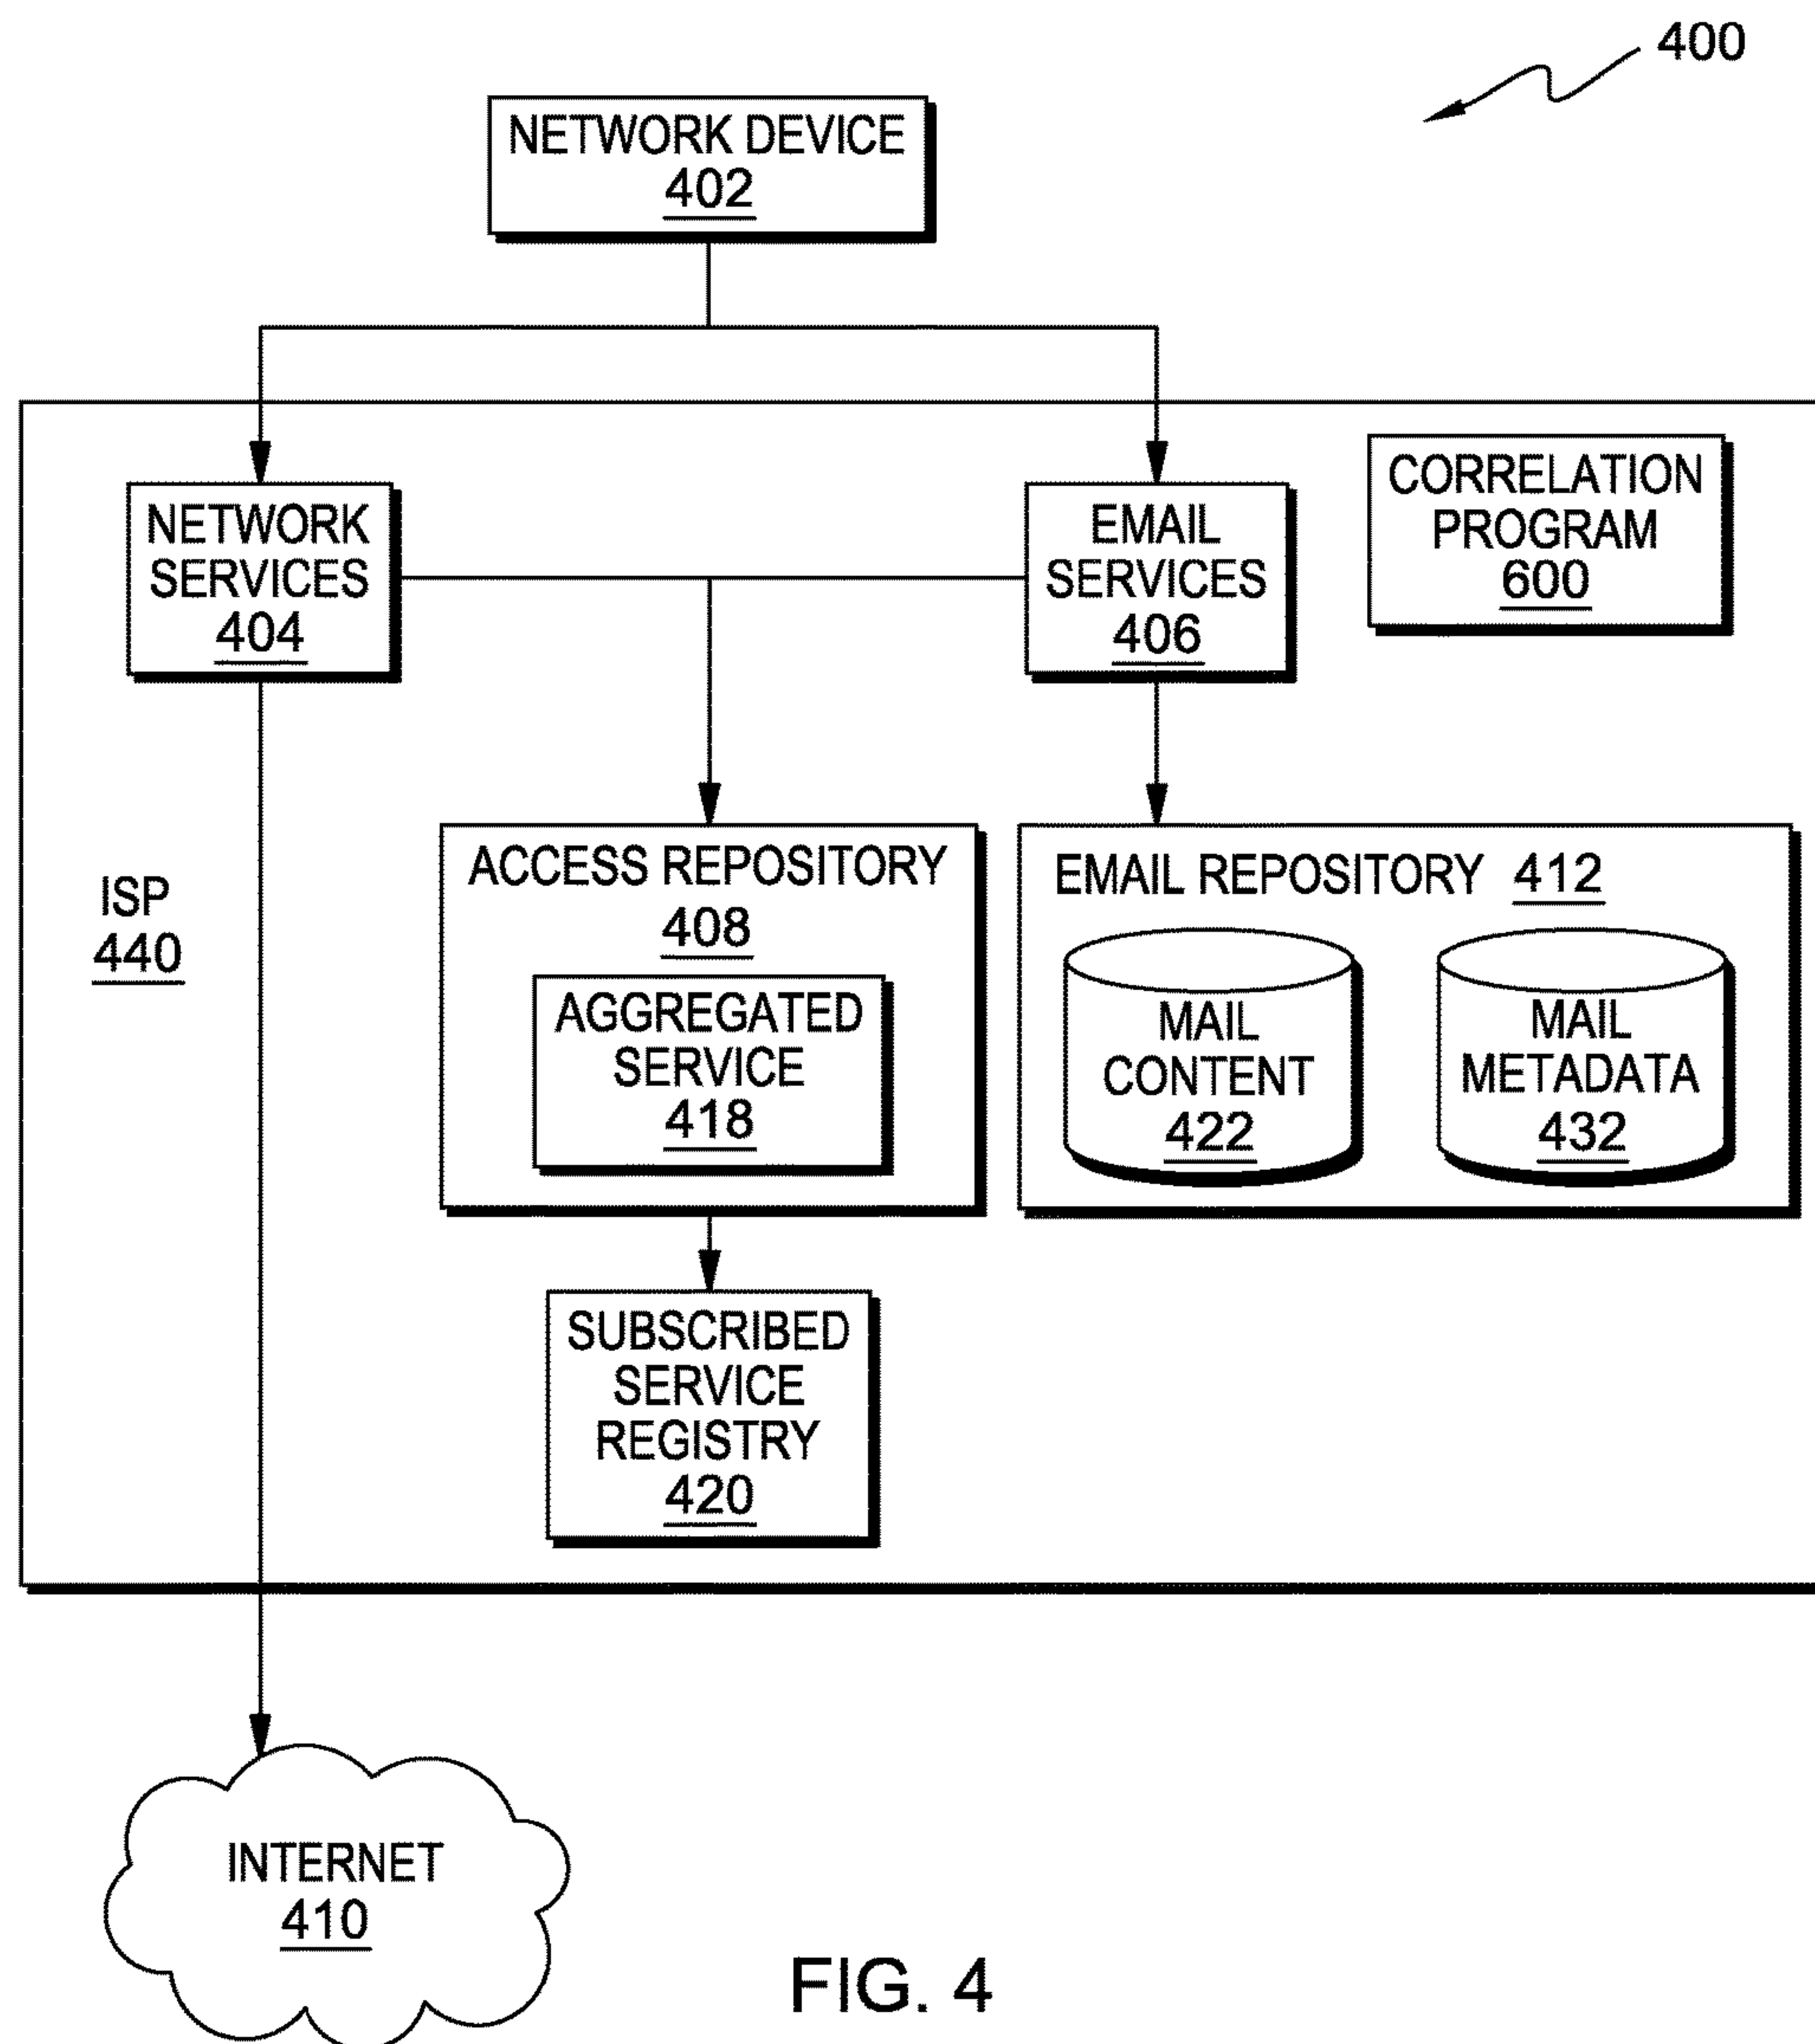 400
NETWORK DEVICE
402
NETWORK
SERVICES
404
EMAIL
SERVICES
406
CORRELATION
PROGRAM
600
ISP
440
ACCESS REPOSITORY
408
AGGREGATED
SERVICE
418
EMAIL REPOSITORY 412
MAIL
CONTENT
422
MAIL
METADATA
432
SUBSCRIBED
SERVICE
REGISTRY
420
INTERNET
410
FIG. 4